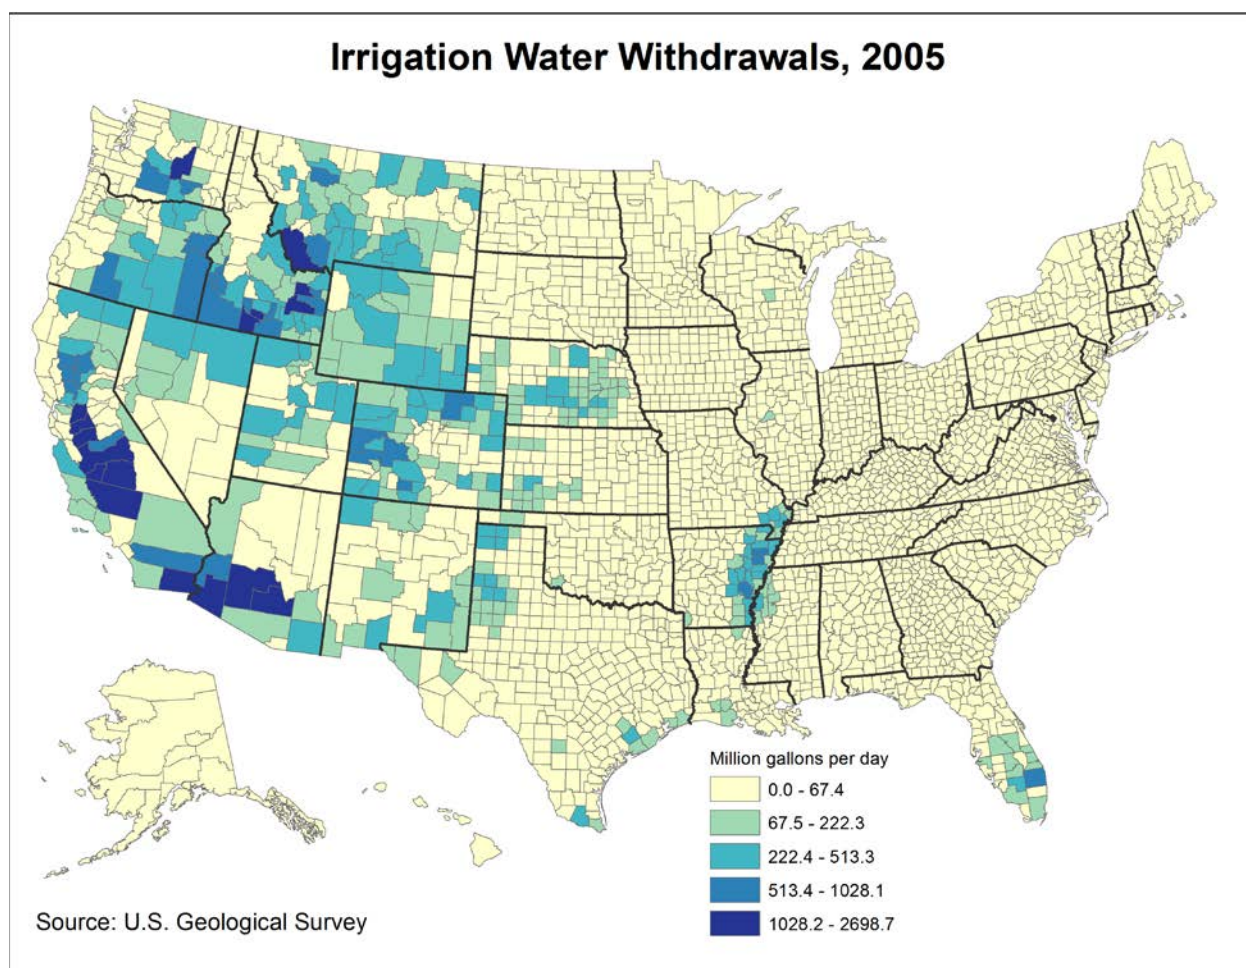 Irrigation Water Withdrawals, 2005
Million gallons per day
0.0 - 67.4
67.5 - 222.3
222.4 - 513.3
513.4 - 1028.1
1028.2 - 2698.7
Source: U.S. Geological Survey